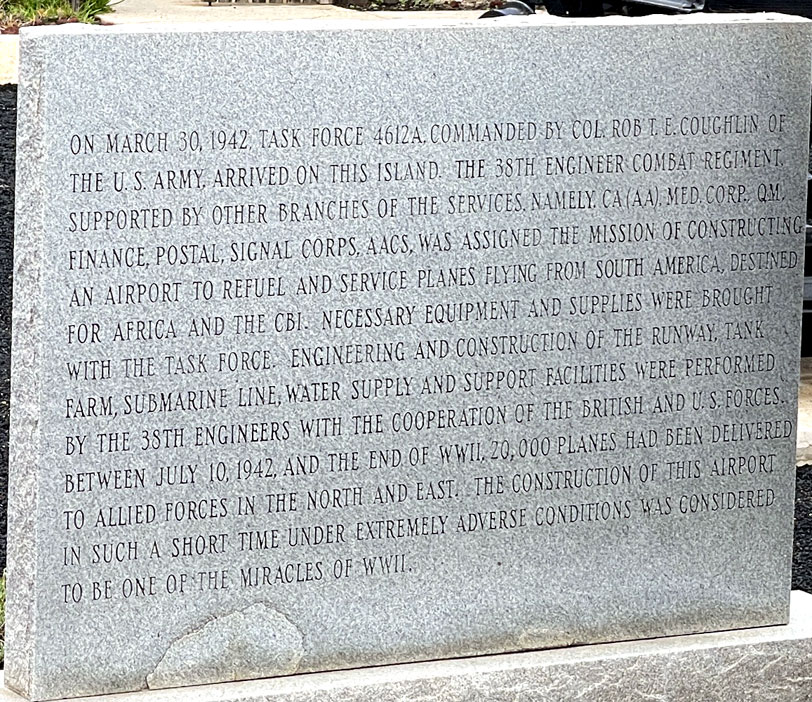 ON MARCH 30, 1942, TASK FORCE 4612A, COMMANDED BY COL. ROB T. E. COUGHLIN OF
THE U.S. ARMY, ARRIVED ON THIS ISLAND. THE 38TH ENGINEER COMBAT REGIMENT,
SUPPORTED BY OTHER BRANCHES OF THE SERVICES, NAMELY, CA (AA), MED. CORP., QM,
FINANCE, POSTAL, SIGNAL CORPS, AACS, WAS ASSIGNED THE MISSION OF CONSTRUCTING
AN AIRPORT TO REFUEL AND SERVICE PLANES FLYING FROM SOUTH AMERICA, DESTINED
FOR AFRICA AND THE CBI. NECESSARY EQUIPMENT AND SUPPLIES WERE BROUGHT
WITH THE TASK FORCE. ENGINEERING AND CONSTRUCTION OF THE RUNWAY, TANK
FARM, SUBMARINE LINE, WATER SUPPLY AND SUPPORT FACILITIES WERE PERFORMED
BY THE 38TH ENGINEERS WITH THE COOPERATION OF THE BRITISH AND U.S. FORCES.
BETWEEN JULY 10, 1942, AND THE END OF WWII, 20,000 PLANES HAD BEEN DELIVERED
TO ALLIED FORCES IN THE NORTH AND EAST. THE CONSTRUCTION OF THIS AIRPORT
IN SUCH A SHORT TIME UNDER EXTREMELY ADVERSE CONDITIONS WAS CONSIDERED
TO BE ONE OF THE MIRACLES OF WWII.